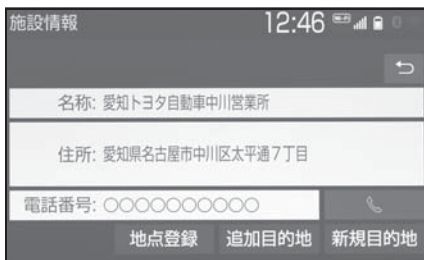 施設情報 12:46
名称: 愛知トヨタ自動車中川営業所
住所: 愛知県名古屋市中川区太平通7丁目
電話番号: ○○○○○○○○○○
地点登録 追加目的地 新規目的地